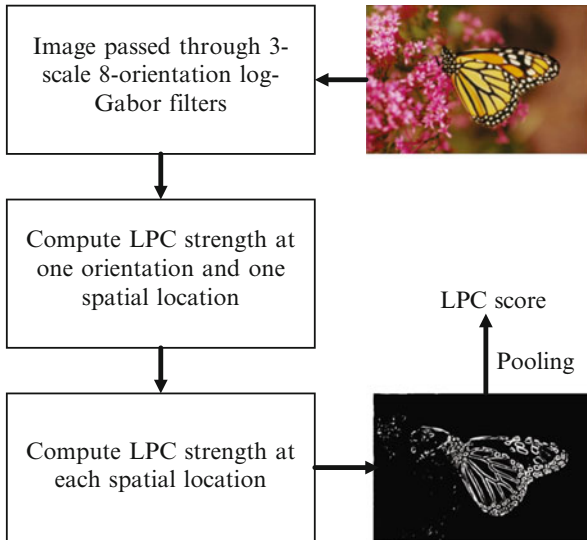 Image passed through 3-
scale 8-orientation log-
Gabor filters
Compute LPC strength at
one orientation and one
spatial location
Compute LPC strength at
each spatial location
LPC score
Pooling